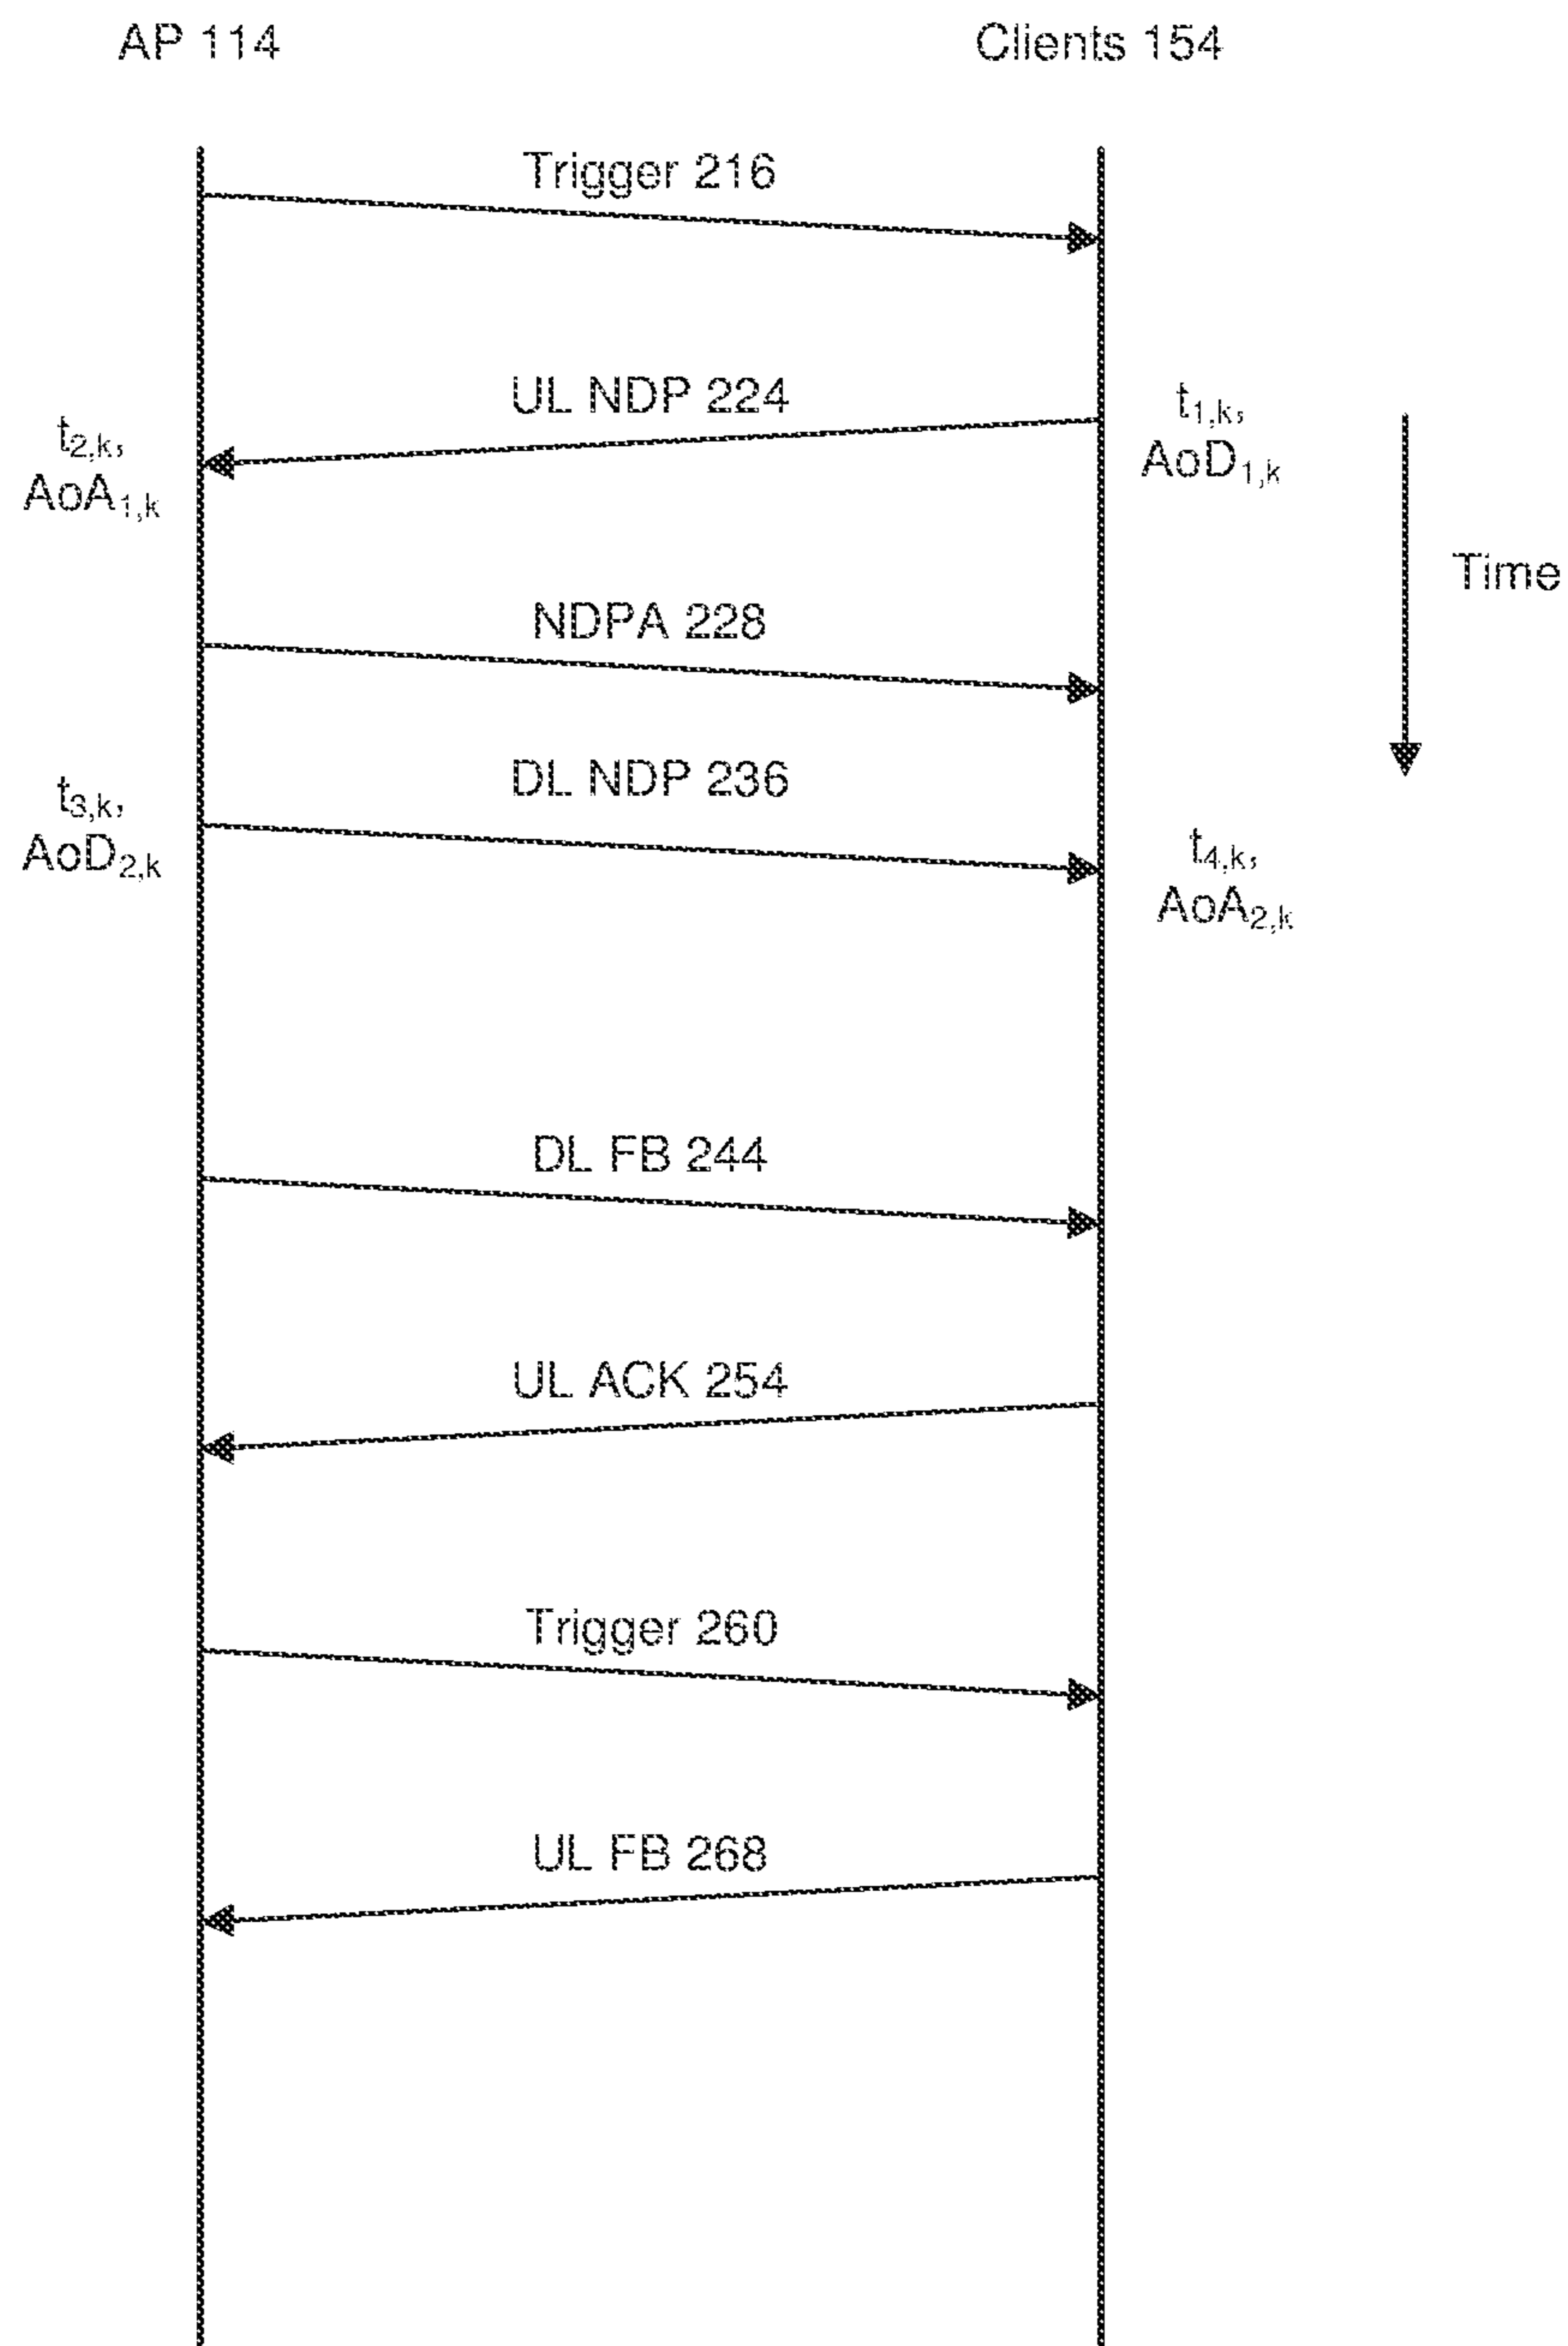 AP 114
Clients 154
Trigger 216
UL NDP 224
t1,k,
AoD1,k
t2,k,
AoA1,k
Time
NDPA 228
DL NDP 236
t3,k,
AoD2,k
t4,k,
AoA2,k
DL FB 244
UL ACK 254
Trigger 260
UL FB 268